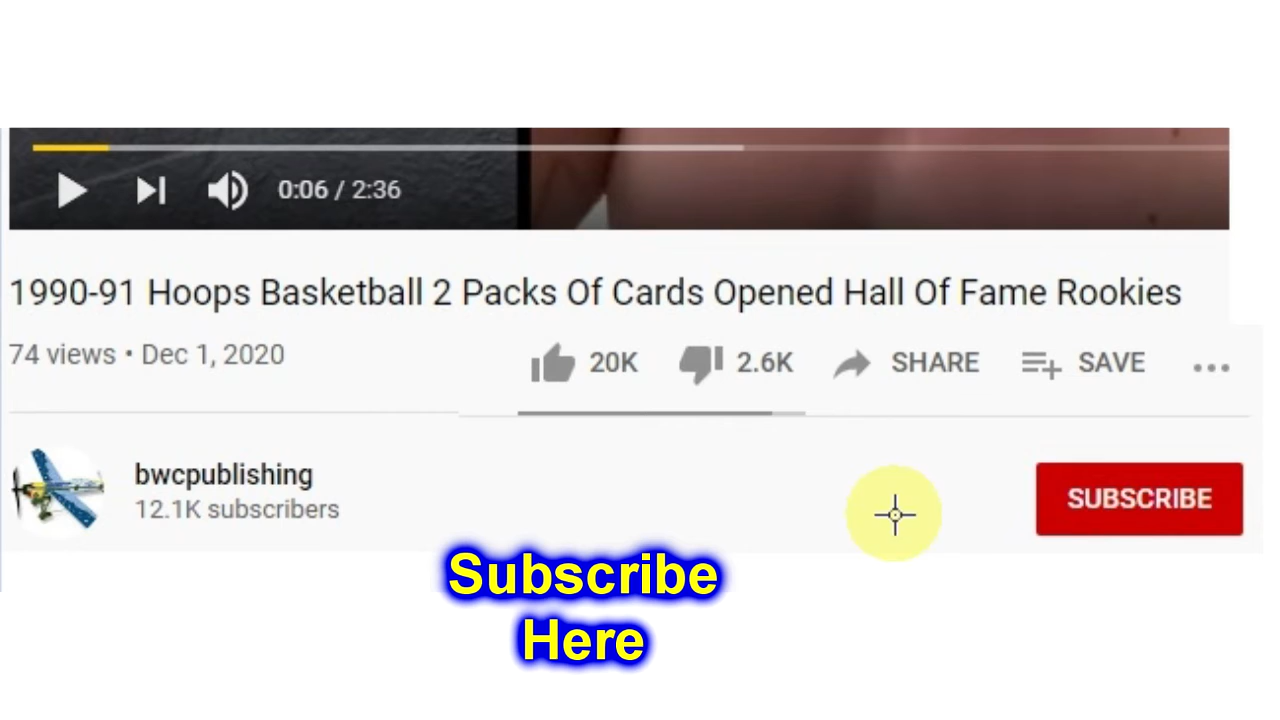 0:06 / 2:36
1990-91 Hoops Basketball 2 Packs Of Cards Opened Hall Of Fame Rookies
74 views • Dec 1, 2020
20K 2.6K SHARE SAVE ...
bwcpublishing
12.1K subscribers
SUBSCRIBE
Subscribe
Here